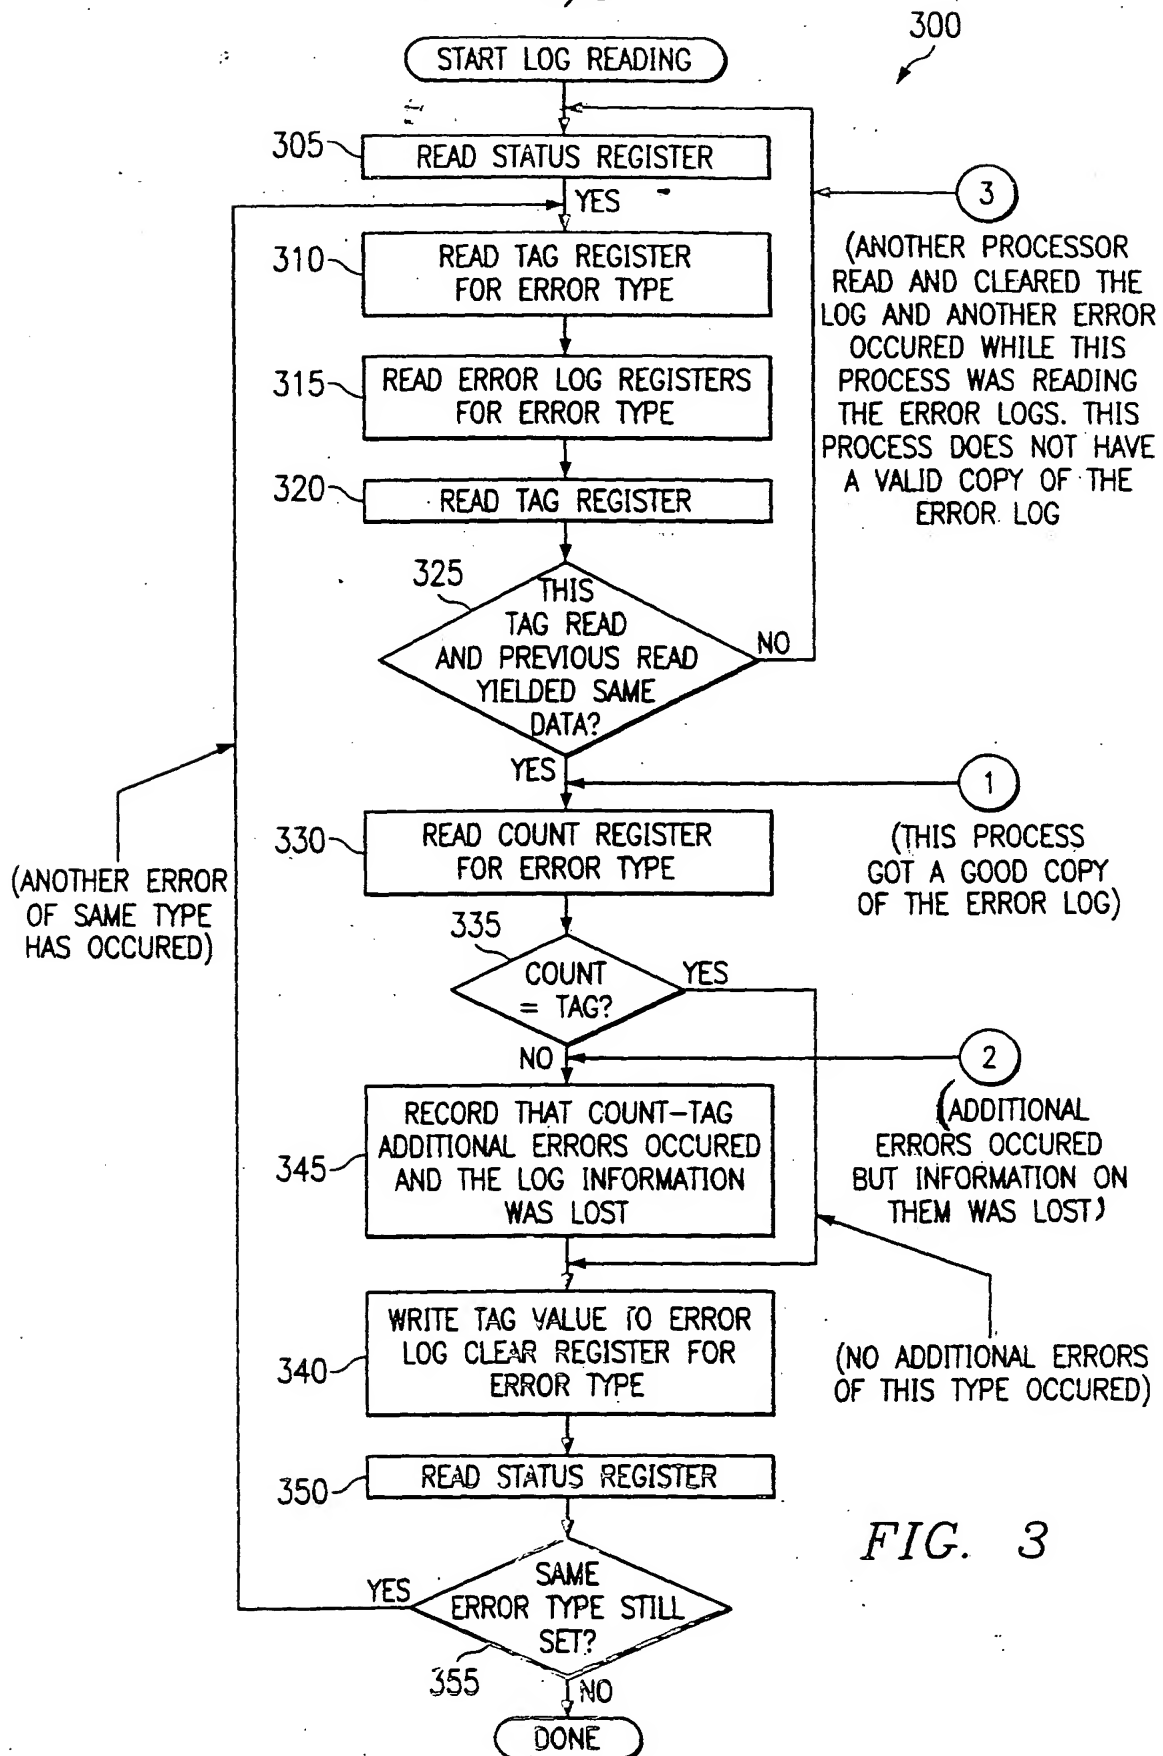 300
START LOG READING
305
READ STATUS REGISTER
YES
3
310
READ TAG REGISTER
FOR ERROR TYPE
(ANOTHER PROCESSOR
READ AND CLEARED THE
LOG AND ANOTHER ERROR
OCCURED WHILE THIS
PROCESS WAS READING
THE ERROR LOGS. THIS
PROCESS DOES NOT HAVE
A VALID COPY OF THE
ERROR LOG
315
READ ERROR LOG REGISTERS
FOR ERROR TYPE
320
READ TAG REGISTER
325
THIS
TAG READ
AND PREVIOUS READ
YIELDED SAME
DATA?
NO
YES
1
(THIS PROCESS
GOT A GOOD COPY
OF THE ERROR LOG)
330
READ COUNT REGISTER
FOR ERROR TYPE
(ANOTHER ERROR
OF SAME TYPE
HAS OCCURED)
335
COUNT
= TAG?
YES
NO
2
(ADDITIONAL
ERRORS OCCURED
BUT INFORMATION ON
THEM WAS LOST)
345
RECORD THAT COUNT-TAG
ADDITIONAL ERRORS OCCURED
AND THE LOG INFORMATION
WAS LOST
340
WRITE TAG VALUE TO ERROR
LOG CLEAR REGISTER FOR
ERROR TYPE
(NO ADDITIONAL ERRORS
OF THIS TYPE OCCURED)
350
READ STATUS REGISTER
FIG. 3
YES
SAME
ERROR TYPE STILL
SET?
355
NO
DONE